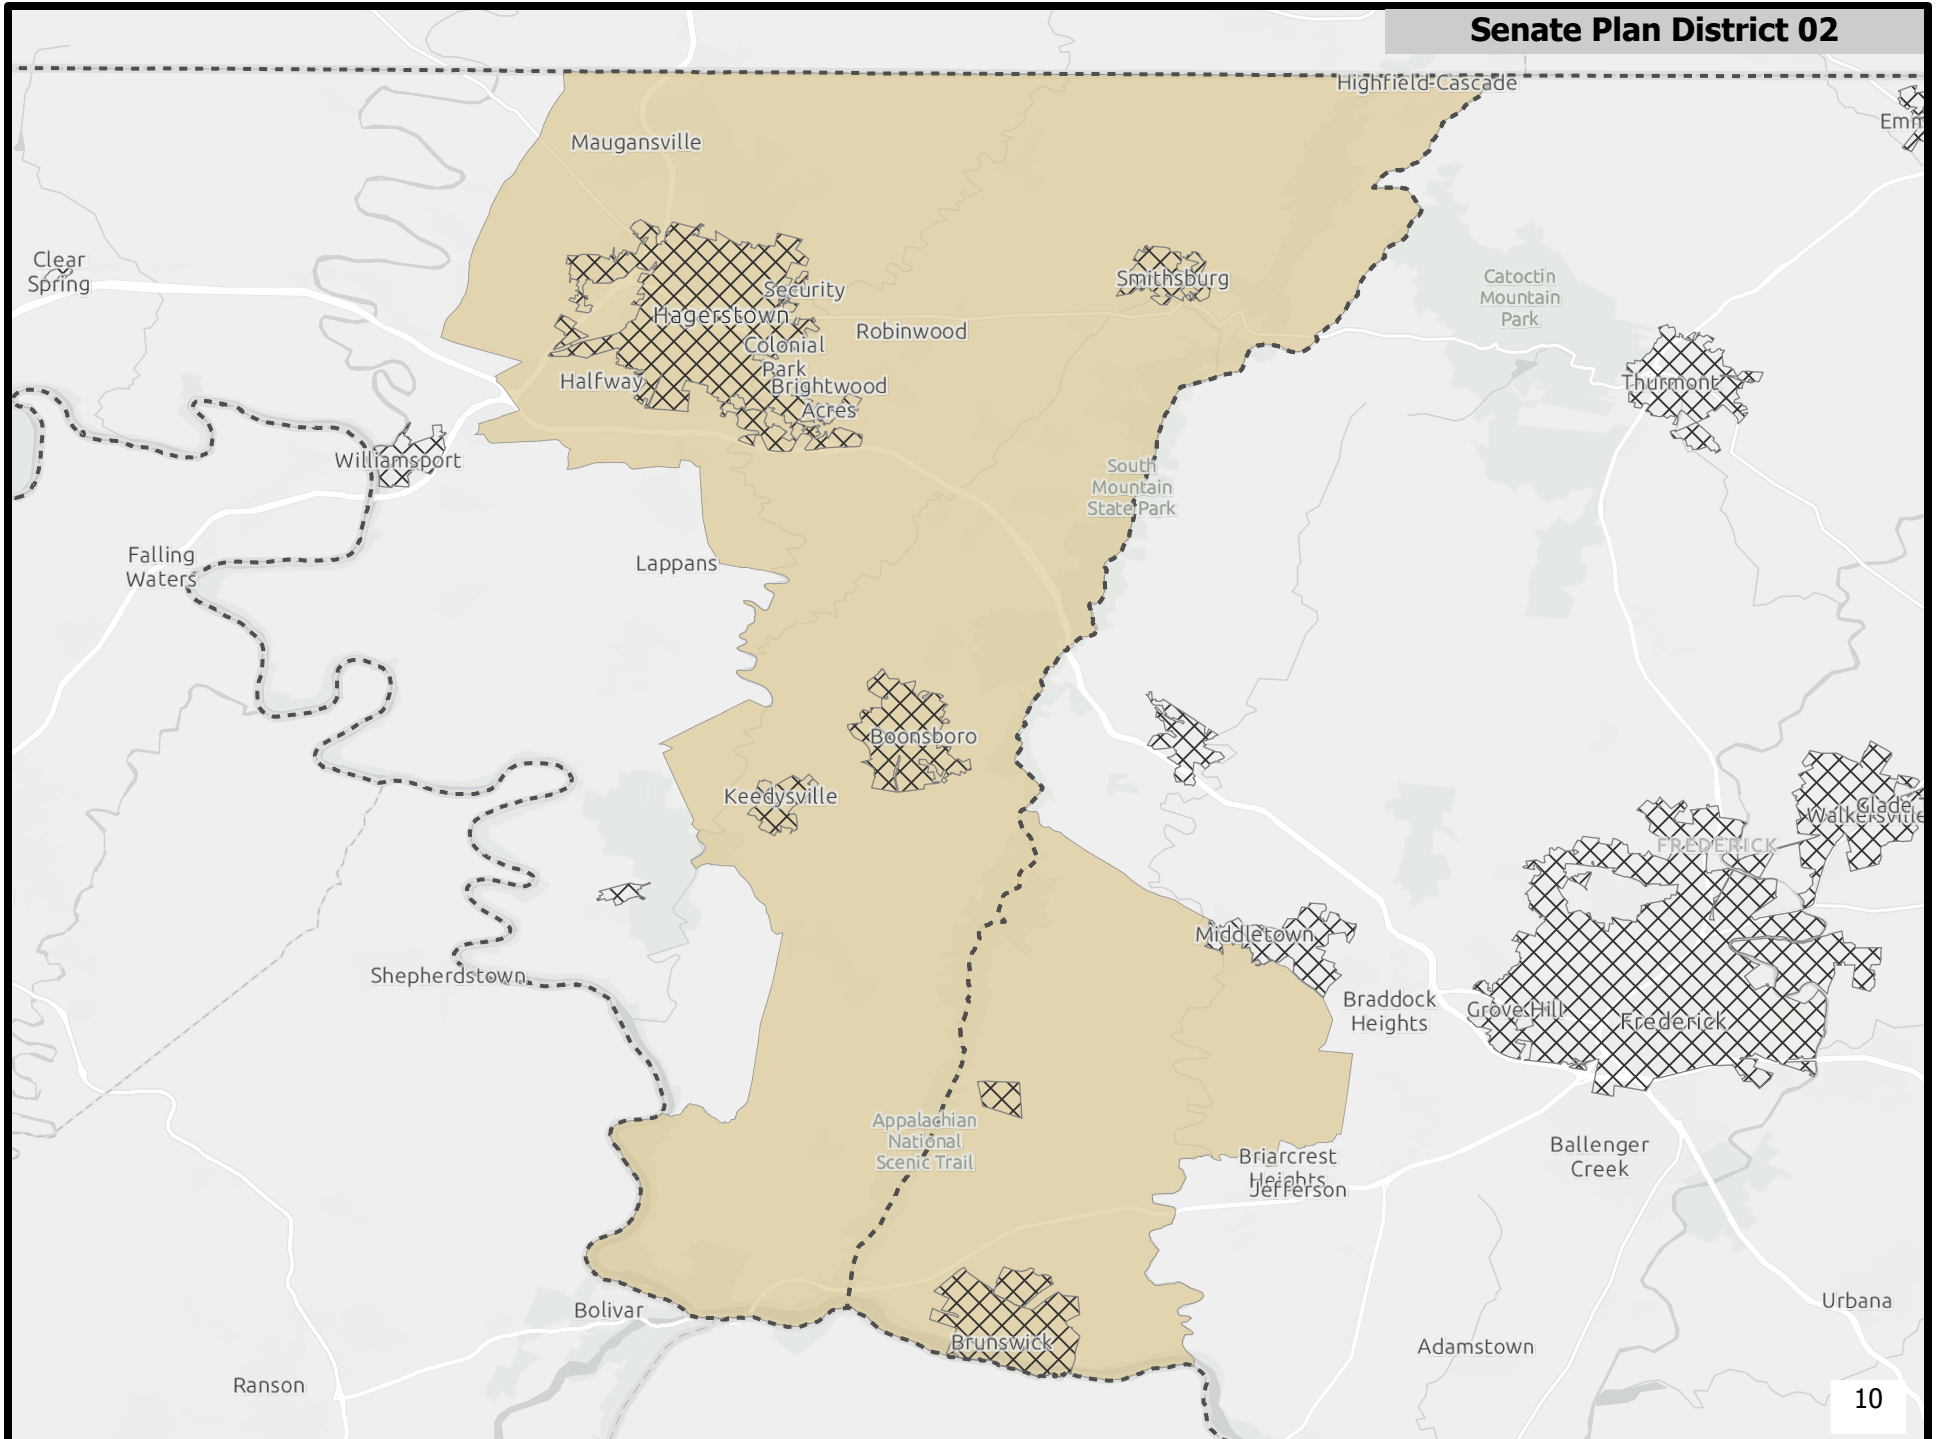 Senate Plan District 02
Highfield-Cascade
Emm
Maugansville
Clear
Spring
Security
Hagerstown
Smithsburg
Catoctin
Mountain
Park
Robinwood
Colonial
Park
Halfway
Brightwood
Acres
Thurmont
Williamsport
South
Mountain
State Park
Falling
Waters
Lappans
Boonsboro
Keedysville
Glade
Walkersville
FREDERICK
Middletown
Shepherdstown
Braddock
Heights
Grove Hill
Frederick
Appalachian
National
Scenic Trail
Briarcrest
Heights
Jefferson
Ballenger
Creek
Bolivar
Urbana
Brunswick
Adamstown
Ranson
10